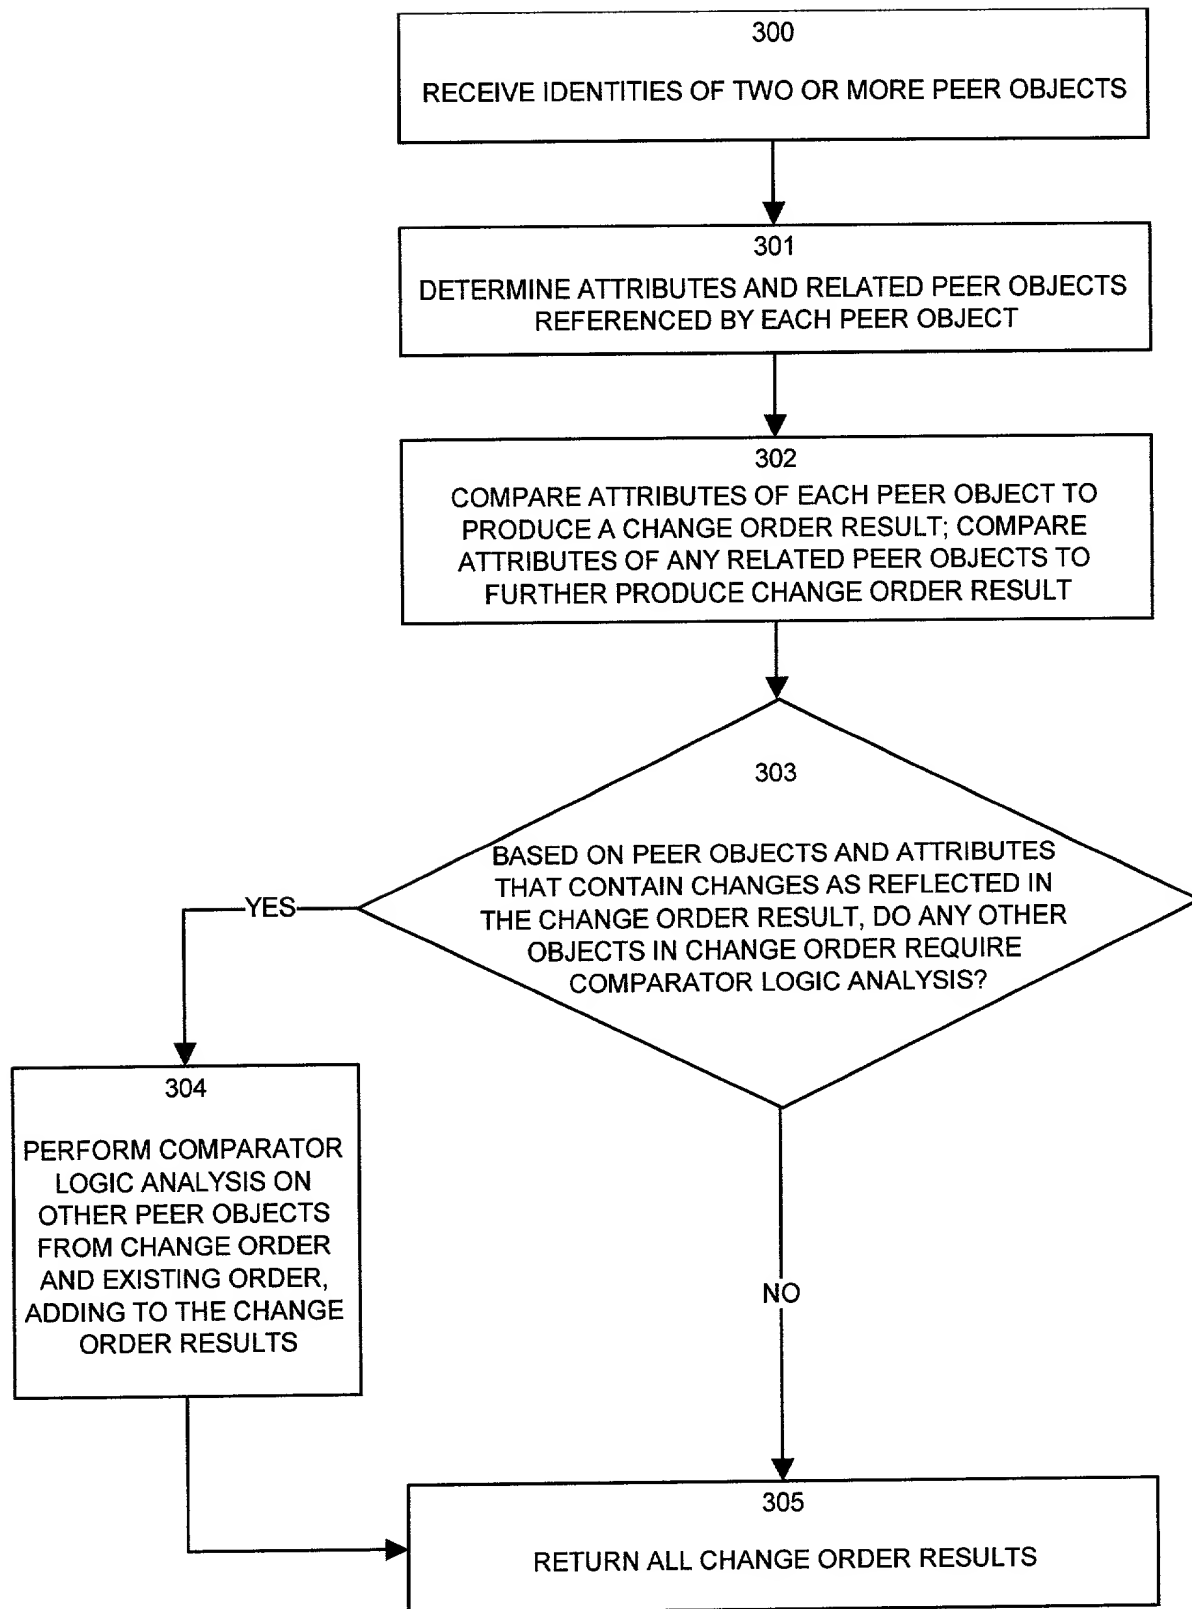 300
RECEIVE IDENTITIES OF TWO OR MORE PEER OBJECTS
301
DETERMINE ATTRIBUTES AND RELATED PEER OBJECTS
REFERENCED BY EACH PEER OBJECT
302
COMPARE ATTRIBUTES OF EACH PEER OBJECT TO
PRODUCE A CHANGE ORDER RESULT; COMPARE
ATTRIBUTES OF ANY RELATED PEER OBJECTS TO
FURTHER PRODUCE CHANGE ORDER RESULT
303
BASED ON PEER OBJECTS AND ATTRIBUTES
THAT CONTAIN CHANGES AS REFLECTED IN
THE CHANGE ORDER RESULT, DO ANY OTHER
OBJECTS IN CHANGE ORDER REQUIRE
COMPARATOR LOGIC ANALYSIS?
YES
304
PERFORM COMPARATOR
LOGIC ANALYSIS ON
OTHER PEER OBJECTS
FROM CHANGE ORDER
AND EXISTING ORDER,
ADDING TO THE CHANGE
ORDER RESULTS
NO
305
RETURN ALL CHANGE ORDER RESULTS